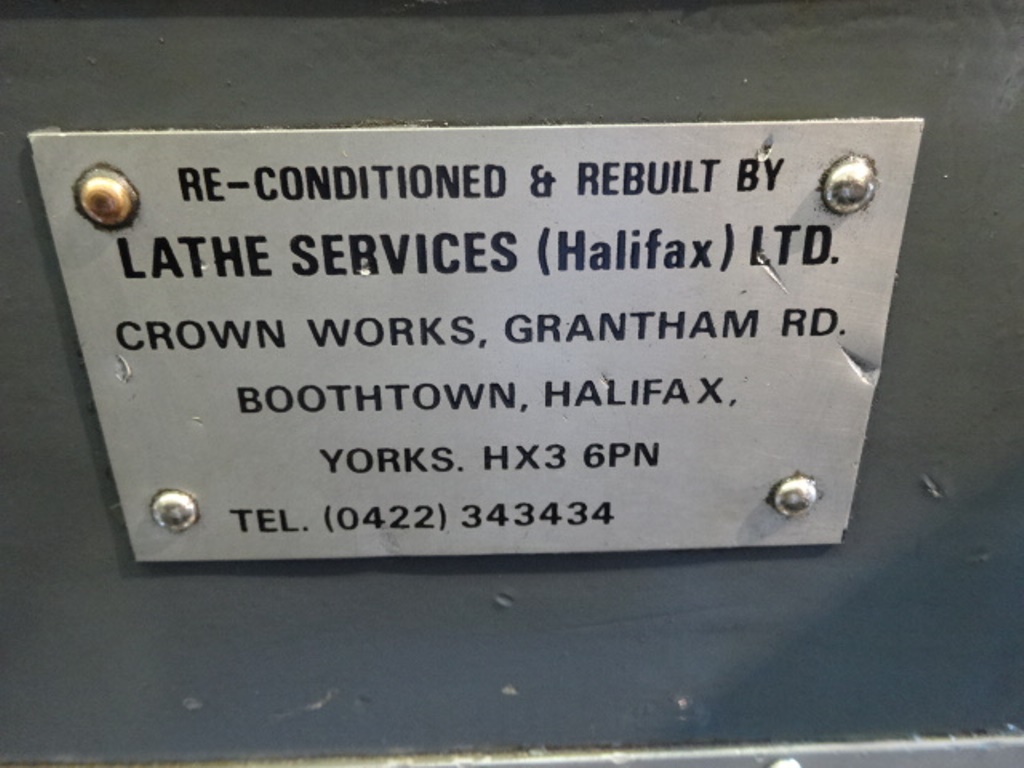 RE-CONDITIONED & REBUILT BY
LATHE SERVICES (Halifax) LTD.
CROWN WORKS, GRANTHAM RD.
BOOTHTOWN, HALIFAX,
YORKS. HX3 6PN
TEL. (0422) 343434